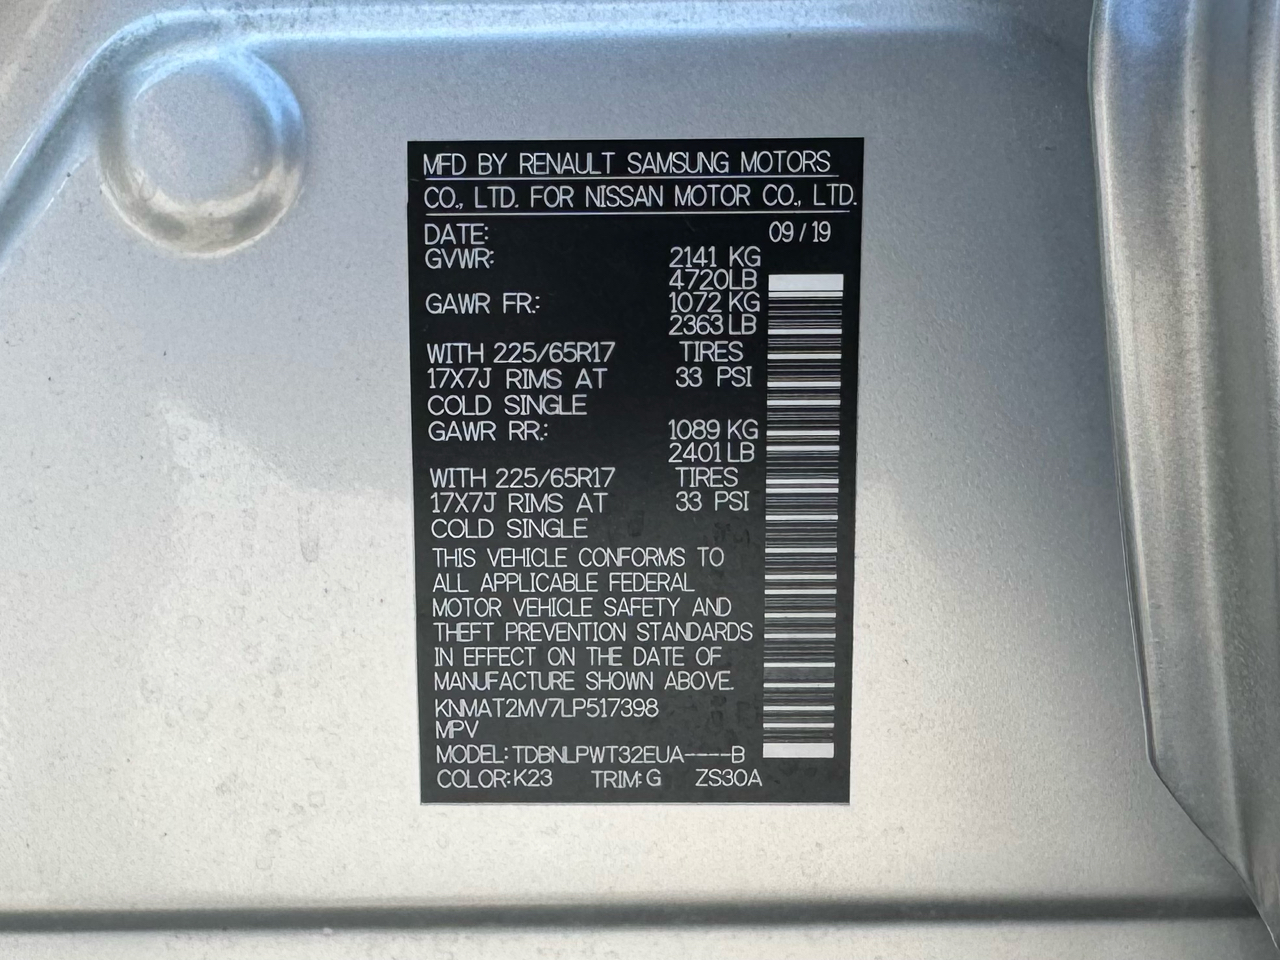 MFD BY RENAULT SAMSUNG MOTORS
CO., LTD. FOR NISSAN MOTOR CO., LTD.
DATE: 09 / 19
GVWR: 2141 KG
4720LB
GAWR FR.: 1072 KG
2363 LB
WITH 225/65R17 TIRES
17X7J RIMS AT 33 PSI
COLD SINGLE
GAWR RR.: 1089 KG
2401 LB
WITH 225/65R17 TIRES
17X7J RIMS AT 33 PSI
COLD SINGLE
THIS VEHICLE CONFORMS TO
ALL APPLICABLE FEDERAL
MOTOR VEHICLE SAFETY AND
THEFT PREVENTION STANDARDS
IN EFFECT ON THE DATE OF
MANUFACTURE SHOWN ABOVE.
KNMAT2MV7LP517398
MPV
MODEL: TDBNLPWT32EUA----B
COLOR: K23 TRIM: G ZS30A